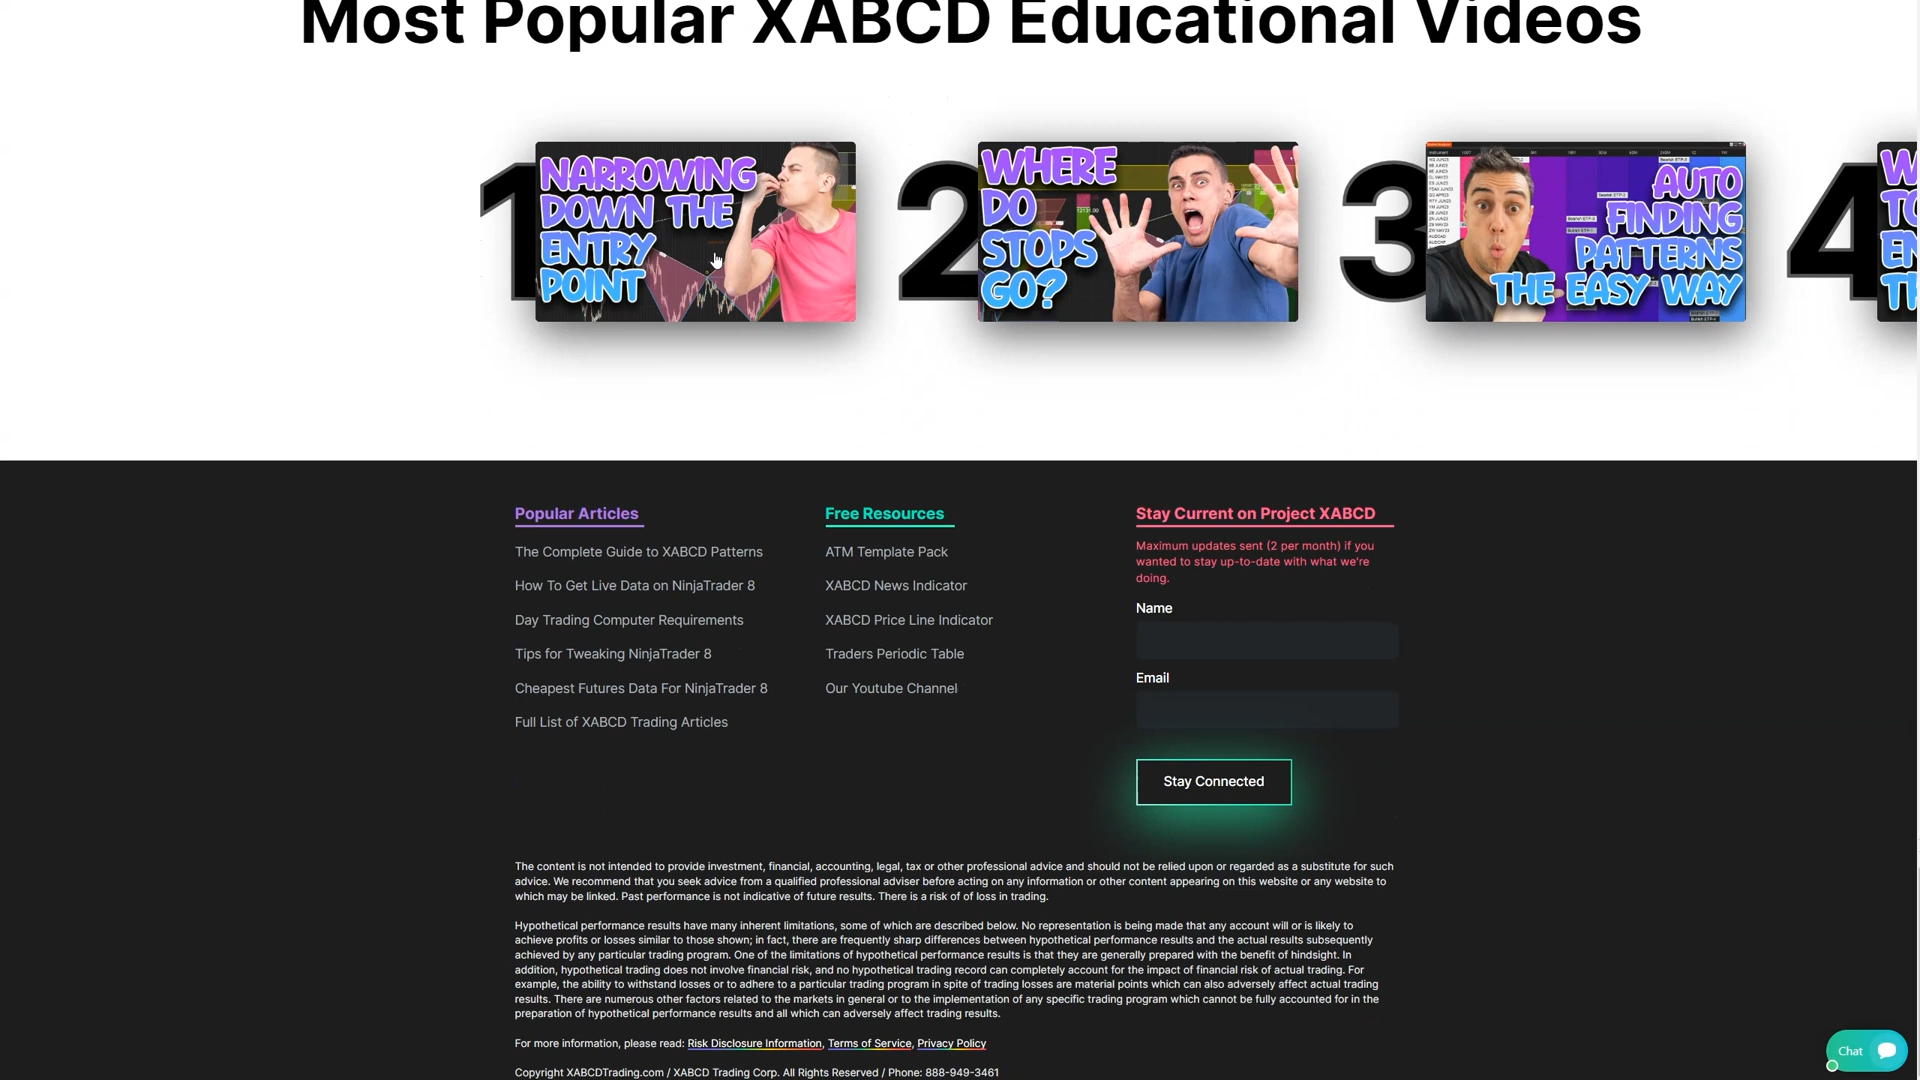 Most Popular XABCD Educational Videos
1
NARROWING
DOWN THE
ENTRY
POINT
2
WHERE
DO
STOPS
GO?
3
AUTO
FINDING
PATTERNS
THE EASY WAY
4
Popular Articles
The Complete Guide to XABCD Patterns
How To Get Live Data on NinjaTrader 8
Day Trading Computer Requirements
Tips for Tweaking NinjaTrader 8
Cheapest Futures Data For NinjaTrader 8
Full List of XABCD Trading Articles
Free Resources
ATM Template Pack
XABCD News Indicator
XABCD Price Line Indicator
Traders Periodic Table
Our Youtube Channel
Stay Current on Project XABCD
Maximum updates sent (2 per month) if you
wanted to stay up-to-date with what we're
doing.
Name
Email
Stay Connected
The content is not intended to provide investment, financial, accounting, legal, tax or other professional advice and should not be relied upon or regarded as a substitute for such
advice. We recommend that you seek advice from a qualified professional adviser before acting on any information or other content appearing on this website or any website to
which may be linked. Past performance is not indicative of future results. There is a risk of of loss in trading.
Hypothetical performance results have many inherent limitations, some of which are described below. No representation is being made that any account will or is likely to
achieve profits or losses similar to those shown; in fact, there are frequently sharp differences between hypothetical performance results and the actual results subsequently
achieved by any particular trading program. One of the limitations of hypothetical performance results is that they are generally prepared with the benefit of hindsight. In
addition, hypothetical trading does not involve financial risk, and no hypothetical trading record can completely account for the impact of financial risk of actual trading. For
example, the ability to withstand losses or to adhere to a particular trading program in spite of trading losses are material points which can also adversely affect actual trading
results. There are numerous other factors related to the markets in general or to the implementation of any specific trading program which cannot be fully accounted for in the
preparation of hypothetical performance results and all which can adversely affect trading results.
For more information, please read: Risk Disclosure Information, Terms of Service, Privacy Policy
Copyright XABCDTrading.com / XABCD Trading Corp. All Rights Reserved / Phone: 888-949-3461
Chat